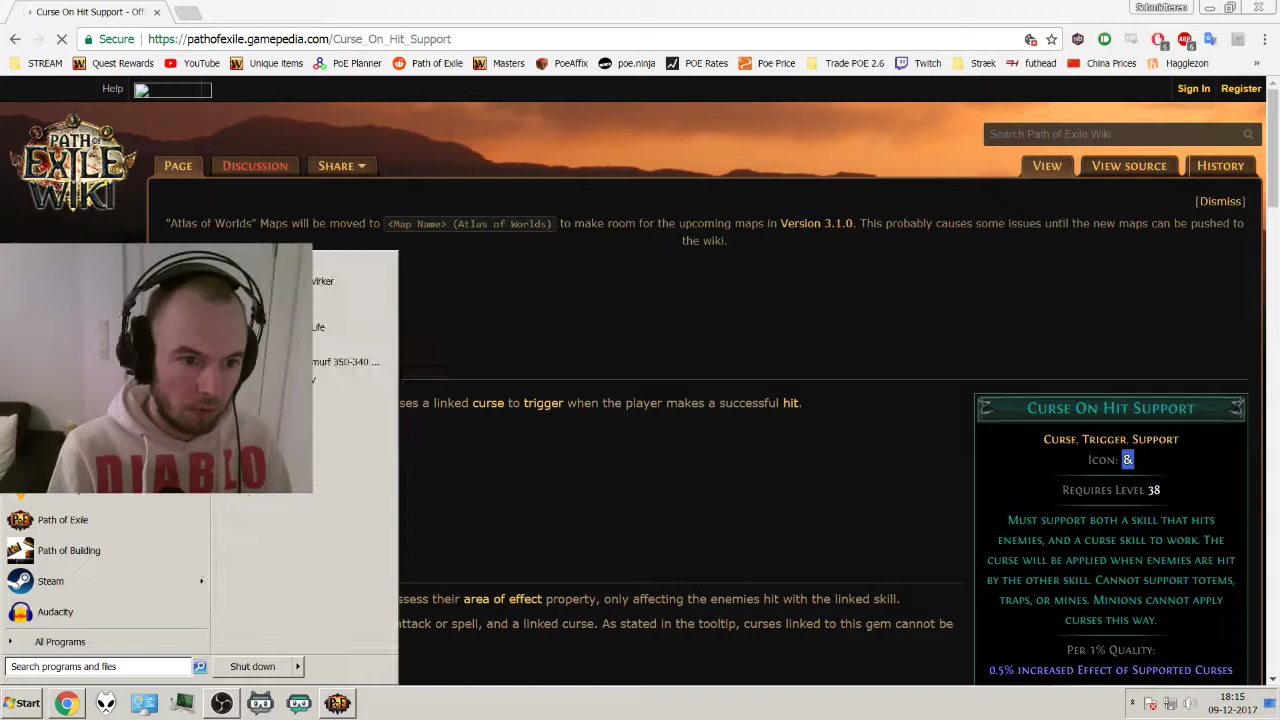 Curse On Hit Support - Off
Schmidteren
Secure
https://pathofexile.gamepedia.com/Curse_On_Hit_Support
STREAM
Quest Rewards
YouTube
Unique Items
PoE Planner
Path of Exile
Masters
PoeAffix
poe.ninja
POE Rates
Poe Price
Trade POE 2.6
Twitch
Streek
futhead
China Prices
Hagglezon
»
Help
Sign In
Register
Search Path of Exile Wiki
PATH OF EXILE WIKI
PAGE
DISCUSSION
SHARE
VIEW
VIEW SOURCE
HISTORY
[Dismiss]
"Atlas of Worlds" Maps will be moved to <Map Name> (Atlas of Worlds) to make room for the upcoming maps in Version 3.1.0. This probably causes some issues until the new maps can be pushed to
the wiki.
ses a linked curse to trigger when the player makes a successful hit.
CURSE ON HIT SUPPORT
CURSE, TRIGGER, SUPPORT
ICON: &
REQUIRES LEVEL 38
MUST SUPPORT BOTH A SKILL THAT HITS
ENEMIES, AND A CURSE SKILL TO WORK. THE
CURSE WILL BE APPLIED WHEN ENEMIES ARE HIT
BY THE OTHER SKILL. CANNOT SUPPORT TOTEMS,
TRAPS, OR MINES. MINIONS CANNOT APPLY
CURSES THIS WAY.
PER 1% QUALITY:
0.5% INCREASED EFFECT OF SUPPORTED CURSES
ssess their area of effect property, only affecting the enemies hit with the linked skill.
attack or spell, and a linked curse. As stated in the tooltip, curses linked to this gem cannot be
DIABLO
Path of Exile
Path of Building
Steam
Audacity
All Programs
Search programs and files
Shut down
Start
18:15
09-12-2017